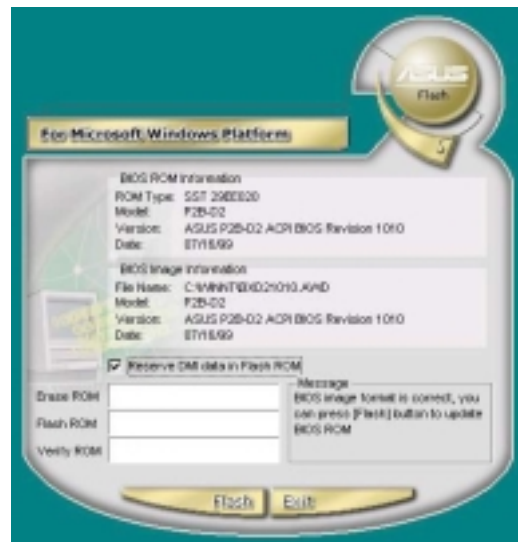 ASUS
Flash
For Microsoft Windows Platform
BIOS ROM Information
ROM Type: SST 29EE020
Model: P2B-D2
Version: ASUS P2B-D2 ACPI BIOS Revision 1010
Date: 07/16/99
BIOS Image Information
File Name:
Model: P2B-D2
Version: ASUS P2B-D2 ACPI BIOS Revision 1010
Date: 07/16/99
Reserve DMI data in Flash ROM
Erase ROM
Flash ROM
Verify ROM
Message
BIOS image format is correct, you
can press [Flash] button to update
BIOS ROM
Flash
Exit